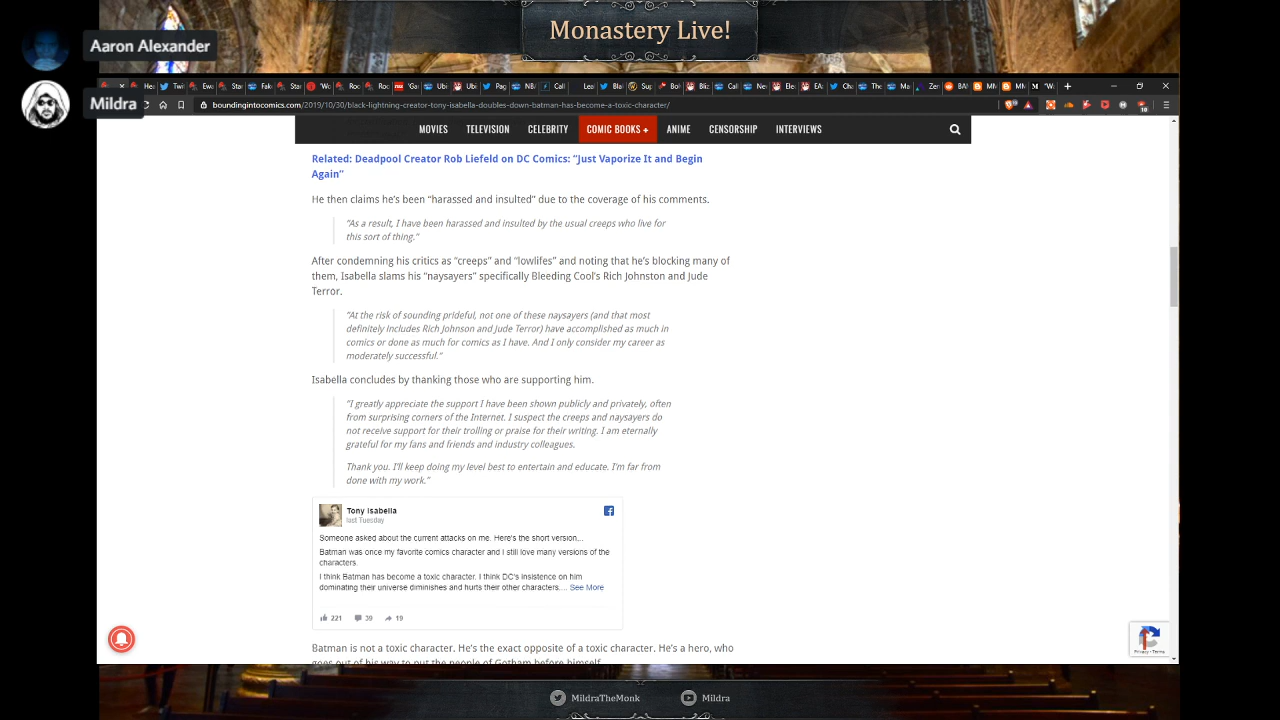 Monastery Live!
Aaron Alexander
Mildra
boundingintocomics.com/2019/10/30/black-lightning-creator-tony-isabella-doubles-down-batman-has-become-a-toxic-character/
MOVIES TELEVISION CELEBRITY COMIC BOOKS + ANIME CENSORSHIP INTERVIEWS
Related: Deadpool Creator Rob Liefeld on DC Comics: “Just Vaporize It and Begin
Again”
He then claims he’s been “harassed and insulted” due to the coverage of his comments.
“As a result, I have been harassed and insulted by the usual creeps who live for
this sort of thing.”
After condemning his critics as “creeps” and “lowlifes” and noting that he’s blocking many of
them, Isabella slams his “naysayers” specifically Bleeding Cool’s Rich Johnston and Jude
Terror.
“At the risk of sounding prideful, not one of these naysayers (and that most
definitely includes Rich Johnson and Jude Terror) have accomplished as much in
comics or done as much for comics as I have. And I only consider my career as
moderately successful.”
Isabella concludes by thanking those who are supporting him.
“I greatly appreciate the support I have been shown publicly and privately, often
from surprising corners of the Internet. I suspect the creeps and naysayers do
not receive support for their trolling or praise for their writing. I am eternally
grateful for my fans and friends and industry colleagues.
Thank you. I’ll keep doing my level best to entertain and educate. I’m far from
done with my work.”
Tony Isabella
last Tuesday
Someone asked about the current attacks on me. Here's the short version...
Batman was once my favorite comics character and I still love many versions of the
characters.
I think Batman has become a toxic character. I think DC's insistence on him
dominating their universe diminishes and hurts their other characters.... See More
221 39 19
Privacy - Terms
Batman is not a toxic character. He’s the exact opposite of a toxic character. He’s a hero, who
goes out of his way to put the people of Gotham before himself.
MildraTheMonk Mildra